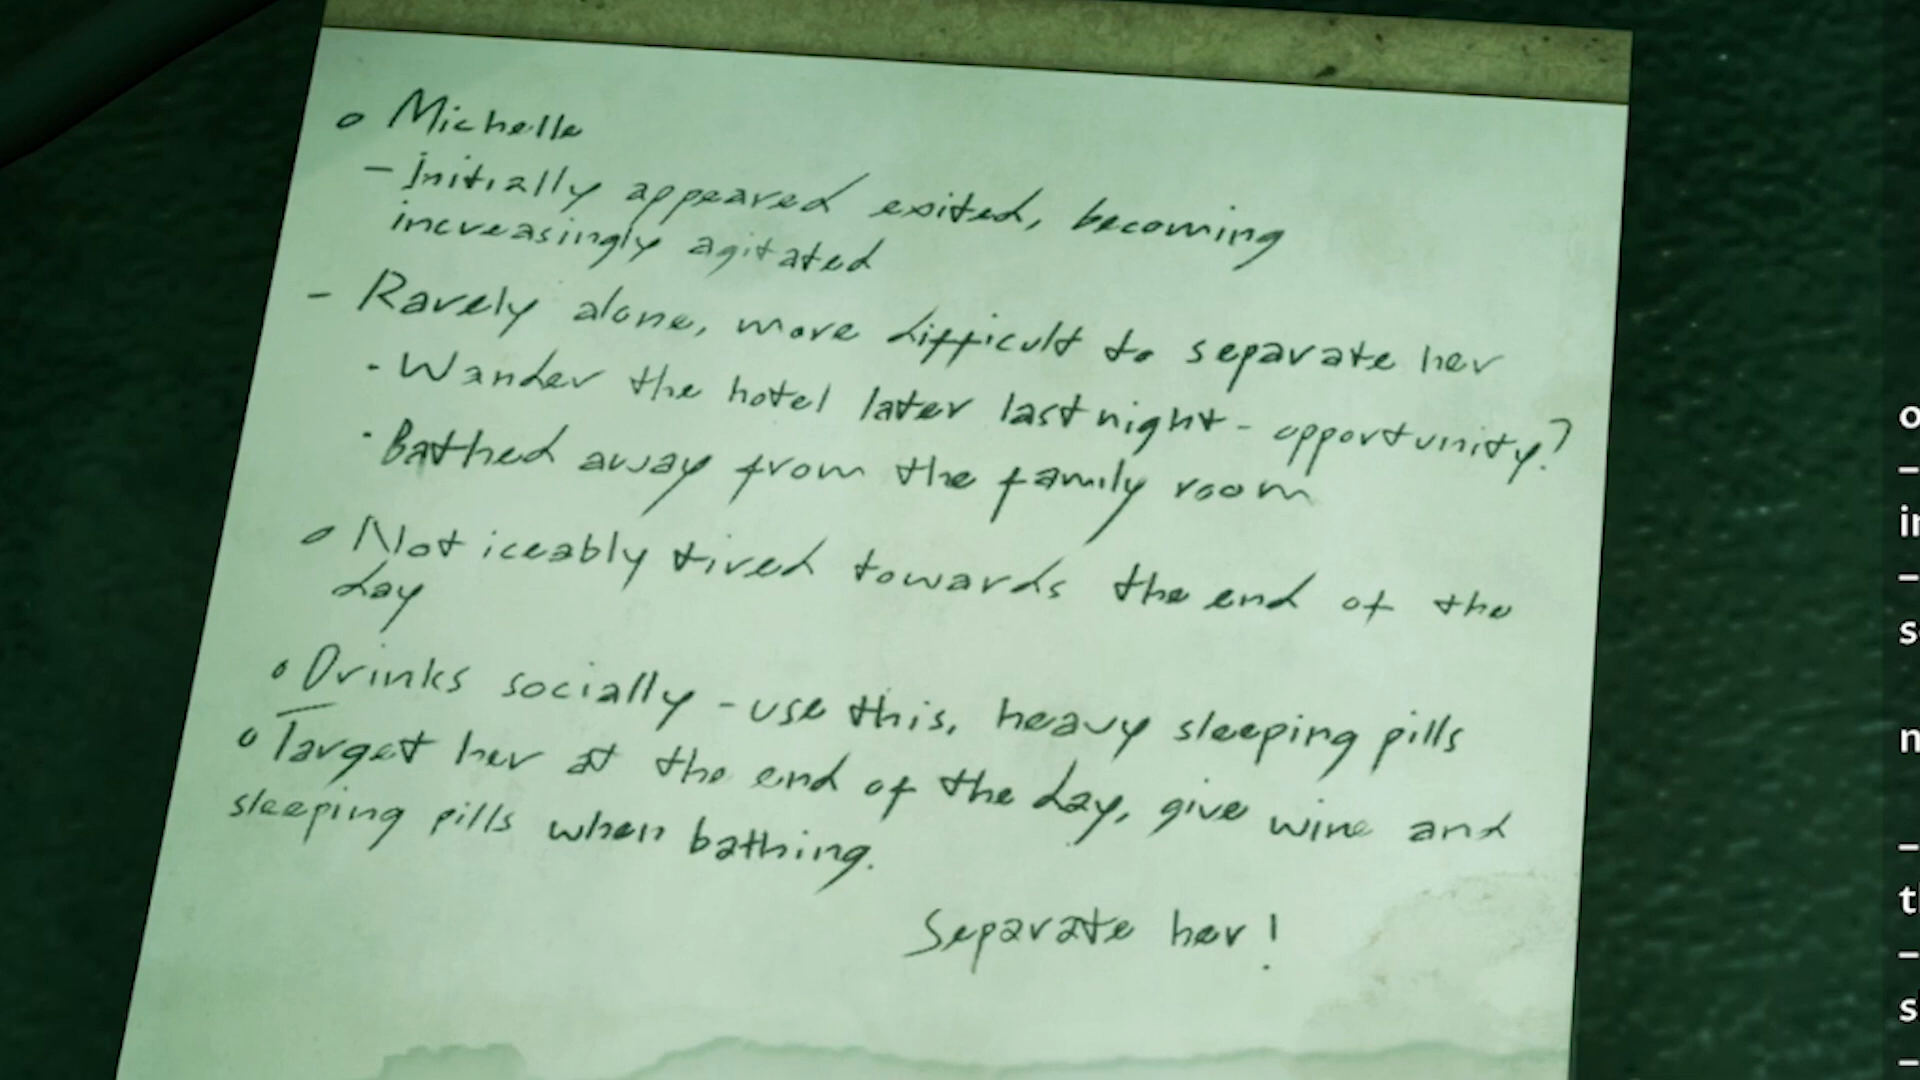 o Michelle
– Initially appeared exited, becoming
increasingly agitated
– Rarely alone, more difficult to separate her
- Wander the hotel later last night - opportunity?
- Bathed away from the family room
o Noticeably tired towards the end of the
day
o Drinks socially - use this, heavy sleeping pills
o Target her at the end of the day, give wine and
sleeping pills when bathing.
Separate her!